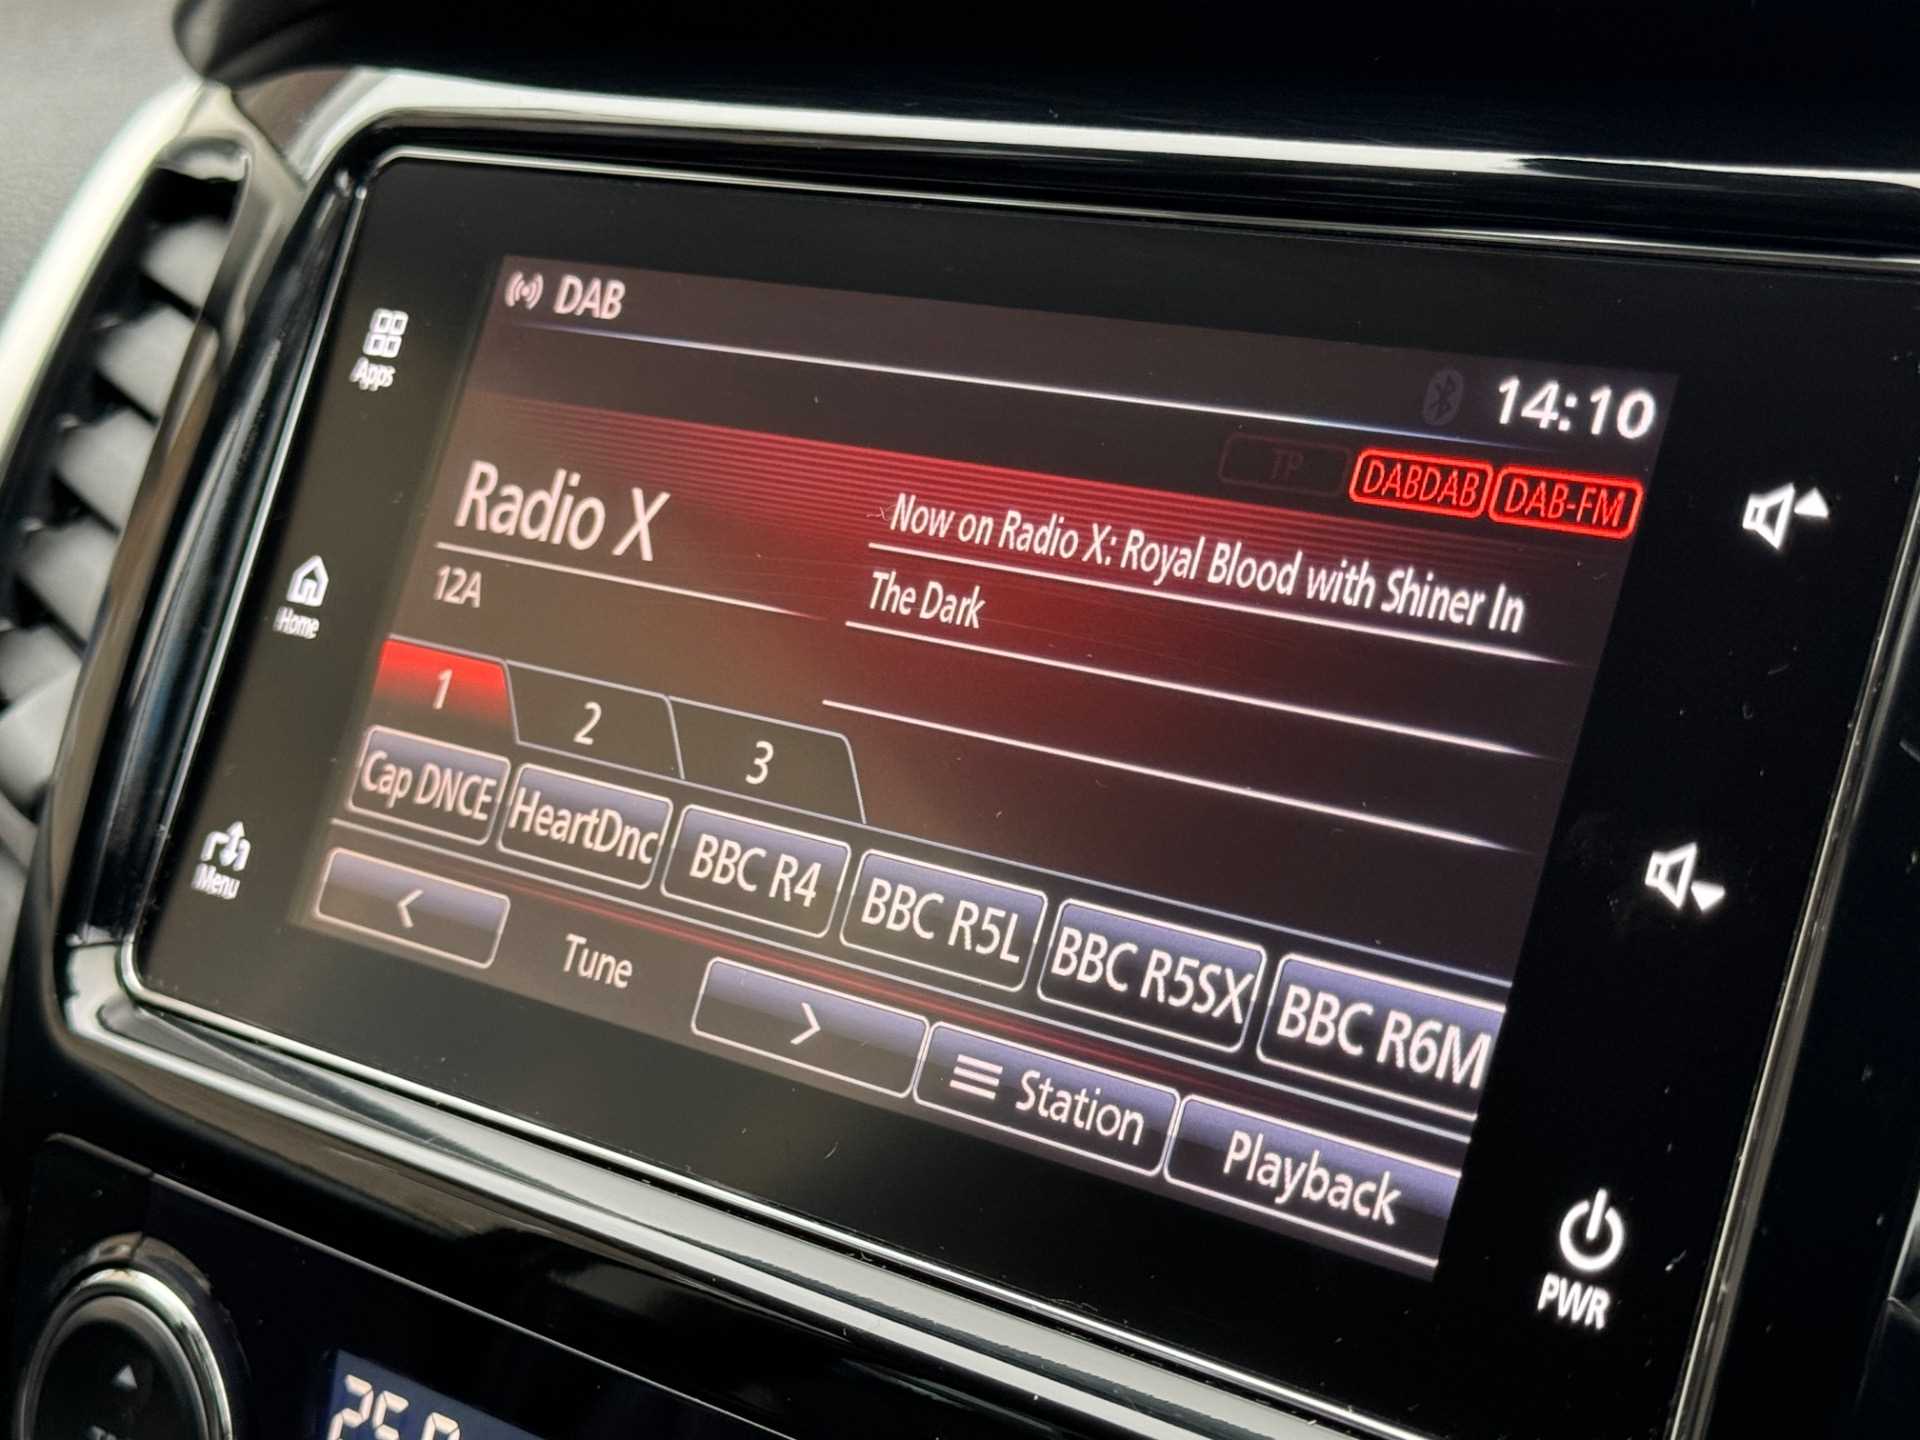 DAB
14:10
TP
DABDAB
DAB-FM
Apps
Radio X
Now on Radio X: Royal Blood with Shiner In
The Dark
12A
Home
1
2
3
Cap DNCE
HeartDnc
BBC R4
BBC R5L
BBC R5SX
BBC R6M
Menu
Tune
Station
Playback
PWR